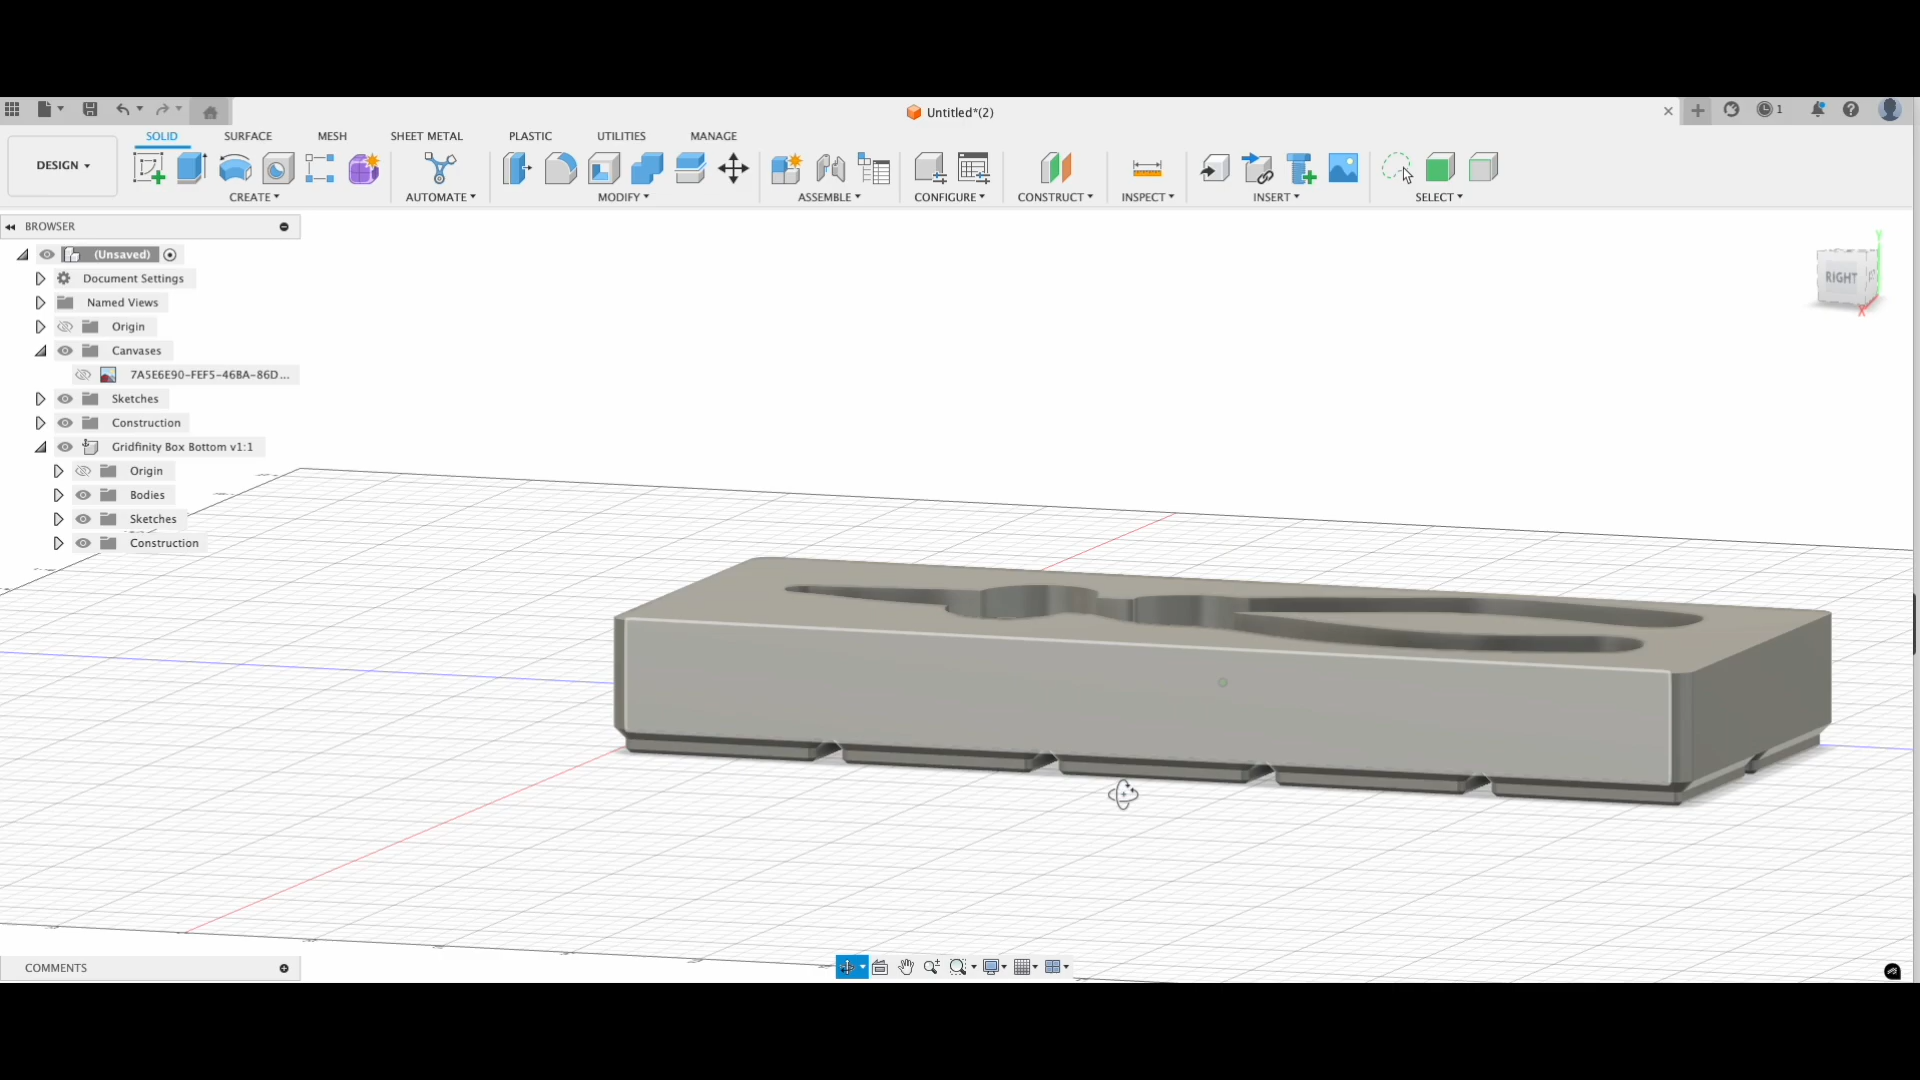 Untitled*(2)
1
SOLID SURFACE MESH SHEET METAL PLASTIC UTILITIES MANAGE
DESIGN
CREATE AUTOMATE MODIFY ASSEMBLE CONFIGURE CONSTRUCT INSPECT INSERT SELECT
BROWSER
(Unsaved)
Document Settings
Named Views
Origin
Canvases
7A5E6E90-FEF5-46BA-86D...
Sketches
Construction
Gridfinity Box Bottom v1:1
Origin
Bodies
Sketches
Construction
Y
RIGHT
X
COMMENTS